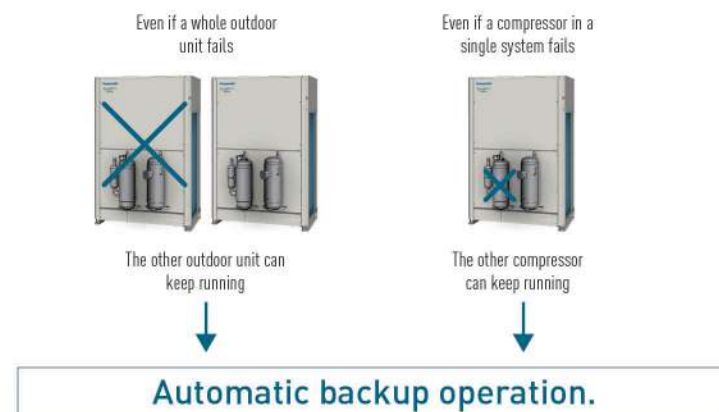 Even if a whole outdoor
unit fails
Even if a compressor in a
single system fails
The other outdoor unit can
keep running
The other compressor
can keep running
Automatic backup operation.